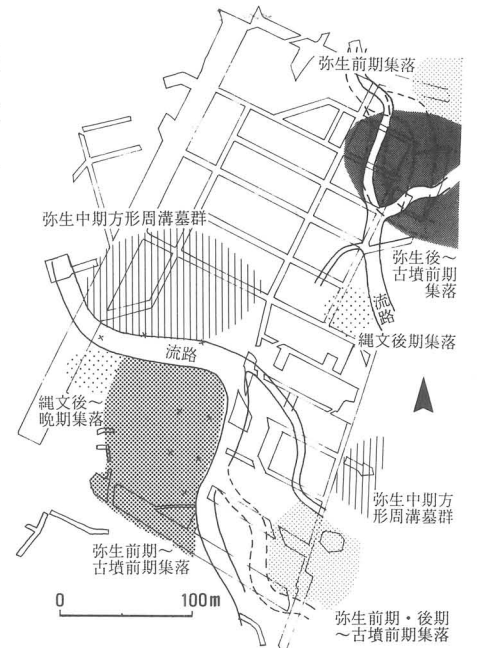 弥生前期集落
弥生中期方形周溝墓群
弥生後～
古墳前期
集落
流路
縄文後期集落
流路
縄文後～
晩期集落
弥生中期方
形周溝墓群
弥生前期～
古墳前期集落
0 100m
弥生前期・後期
～古墳前期集落